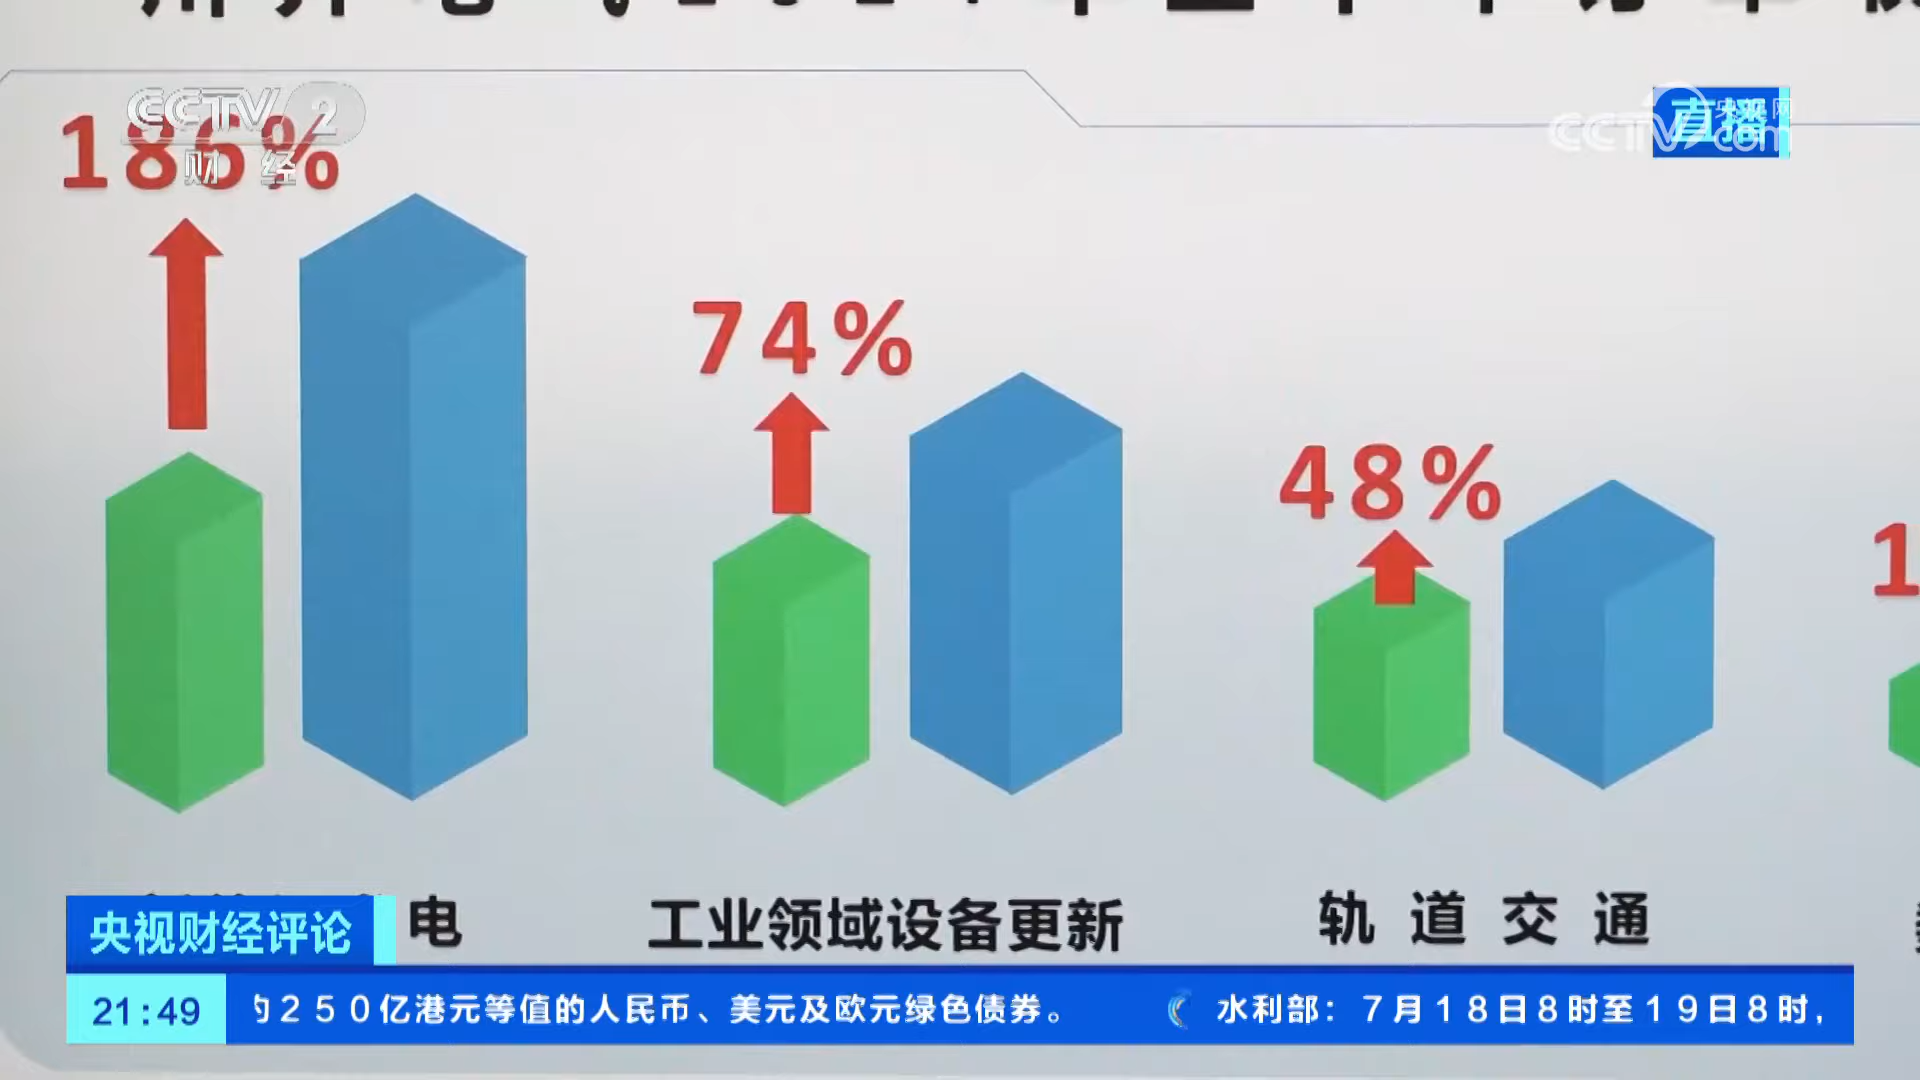 CCTV 2
财 经
直播
央视网
CCTV.com
186%
74%
48%
电
工业领域设备更新
轨道交通
央视财经评论
21:49
250亿港元等值的人民币、美元及欧元绿色债券。 水利部：7月18日8时至19日8时，